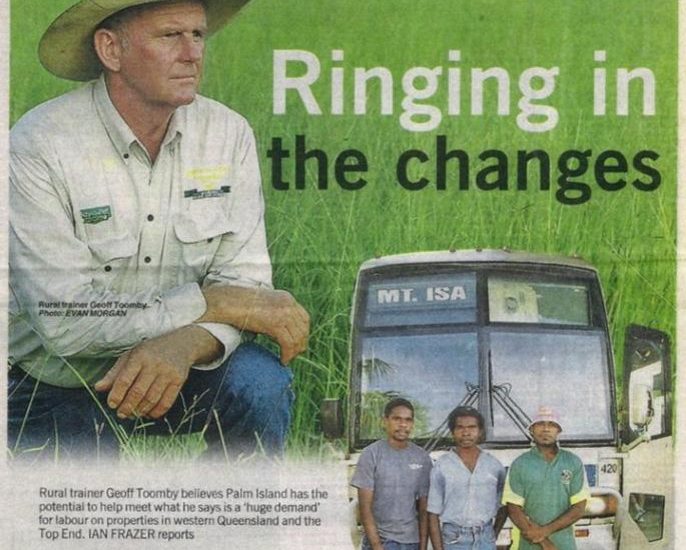 Ringing in
the changes
Rural trainer Geoff Toomby.
Photo: EVAN MORGAN
MT. ISA
420
Rural trainer Geoff Toomby believes Palm Island has the
potential to help meet what he says is a 'huge demand'
for labour on properties in western Queensland and the
Top End. IAN FRAZER reports